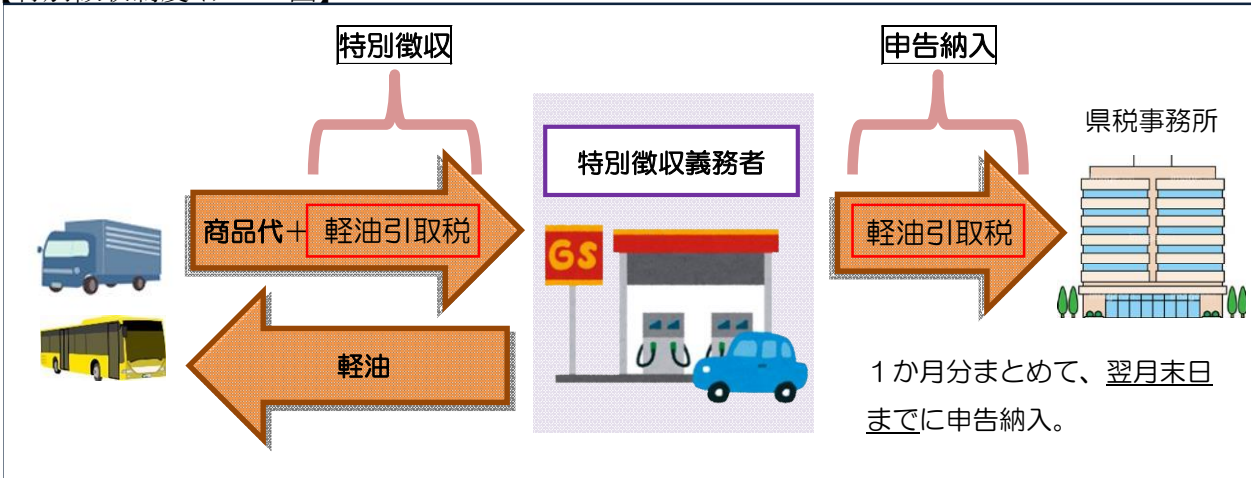 特別徴収
申告納入
特別徴収義務者
県税事務所
商品代＋ 軽油引取税
GS
軽油引取税
軽油
１か月分まとめて、翌月末日
までに申告納入。